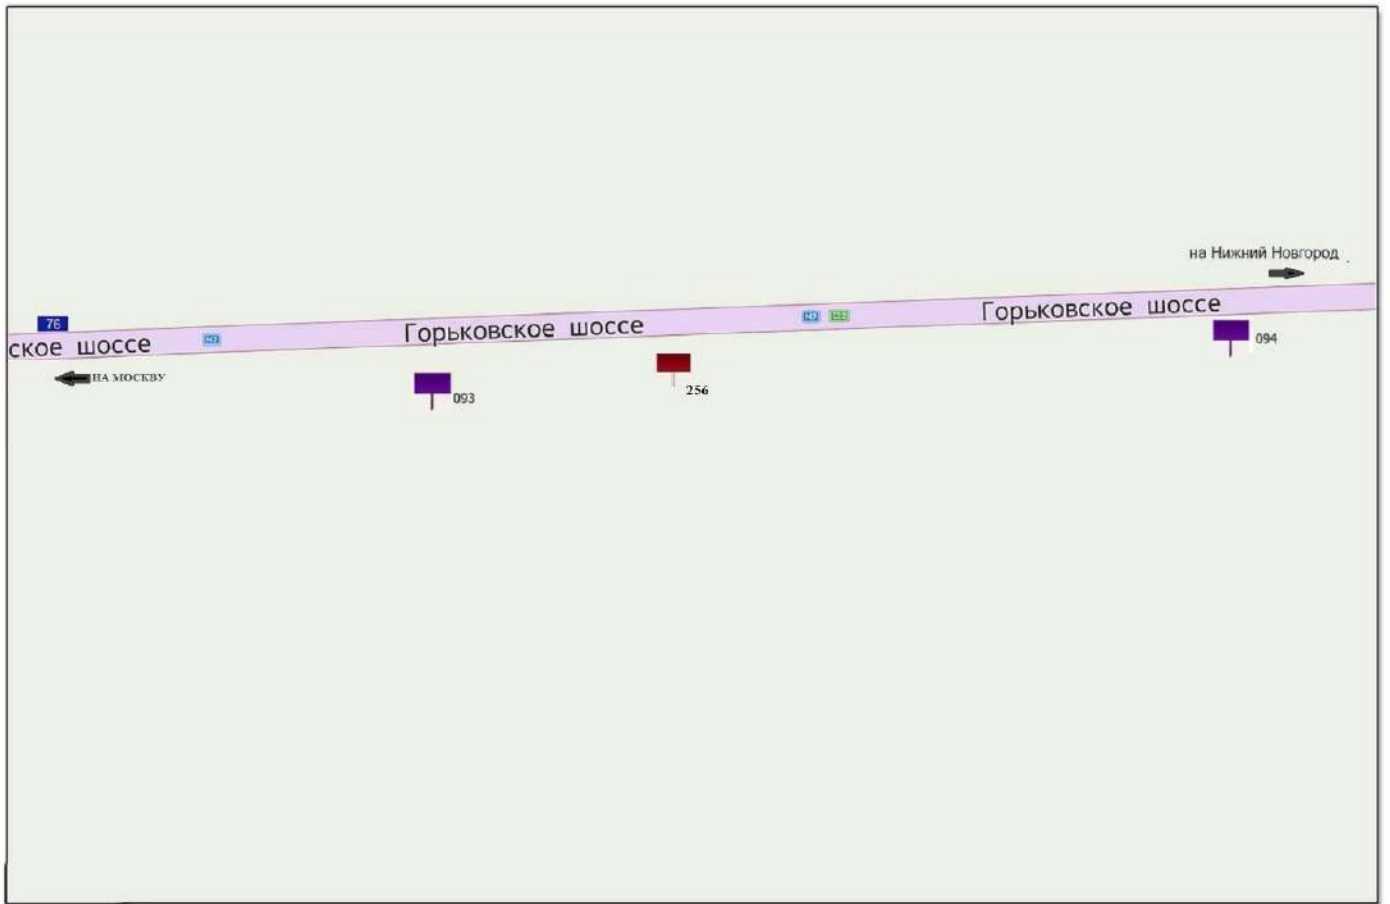 на Нижний Новгород
76
ское шоссе
Горьковское шоссе
Горьковское шоссе
НА МОСКВУ
093
256
094